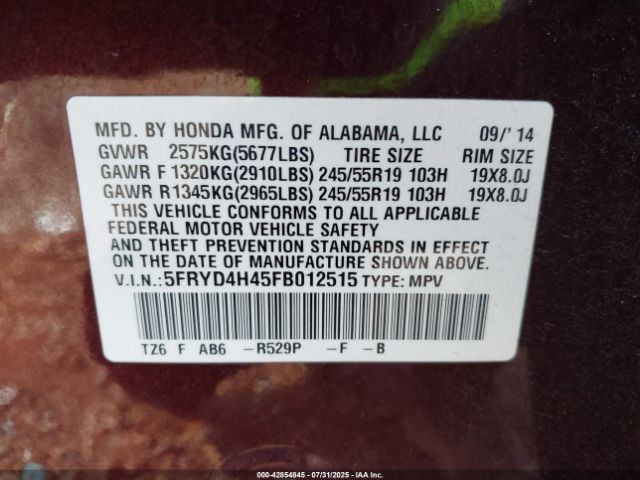 MFD. BY HONDA MFG. OF ALABAMA, LLC 09/' 14
GVWR 2575KG(5677LBS) TIRE SIZE RIM SIZE
GAWR F 1320KG(2910LBS) 245/55R19 103H 19X8.0J
GAWR R1345KG(2965LBS) 245/55R19 103H 19X8.0J
THIS VEHICLE CONFORMS TO ALL APPLICABLE
FEDERAL MOTOR VEHICLE SAFETY
AND THEFT PREVENTION STANDARDS IN EFFECT
ON THE DATE OF MANUFACTURE SHOWN ABOVE.
V.I.N.:5FRYD4H45FB012515 TYPE: MPV
TZ6 F AB6 -R529P -F -B
© 000-42854845 - 07/31/2025 - IAA Inc.